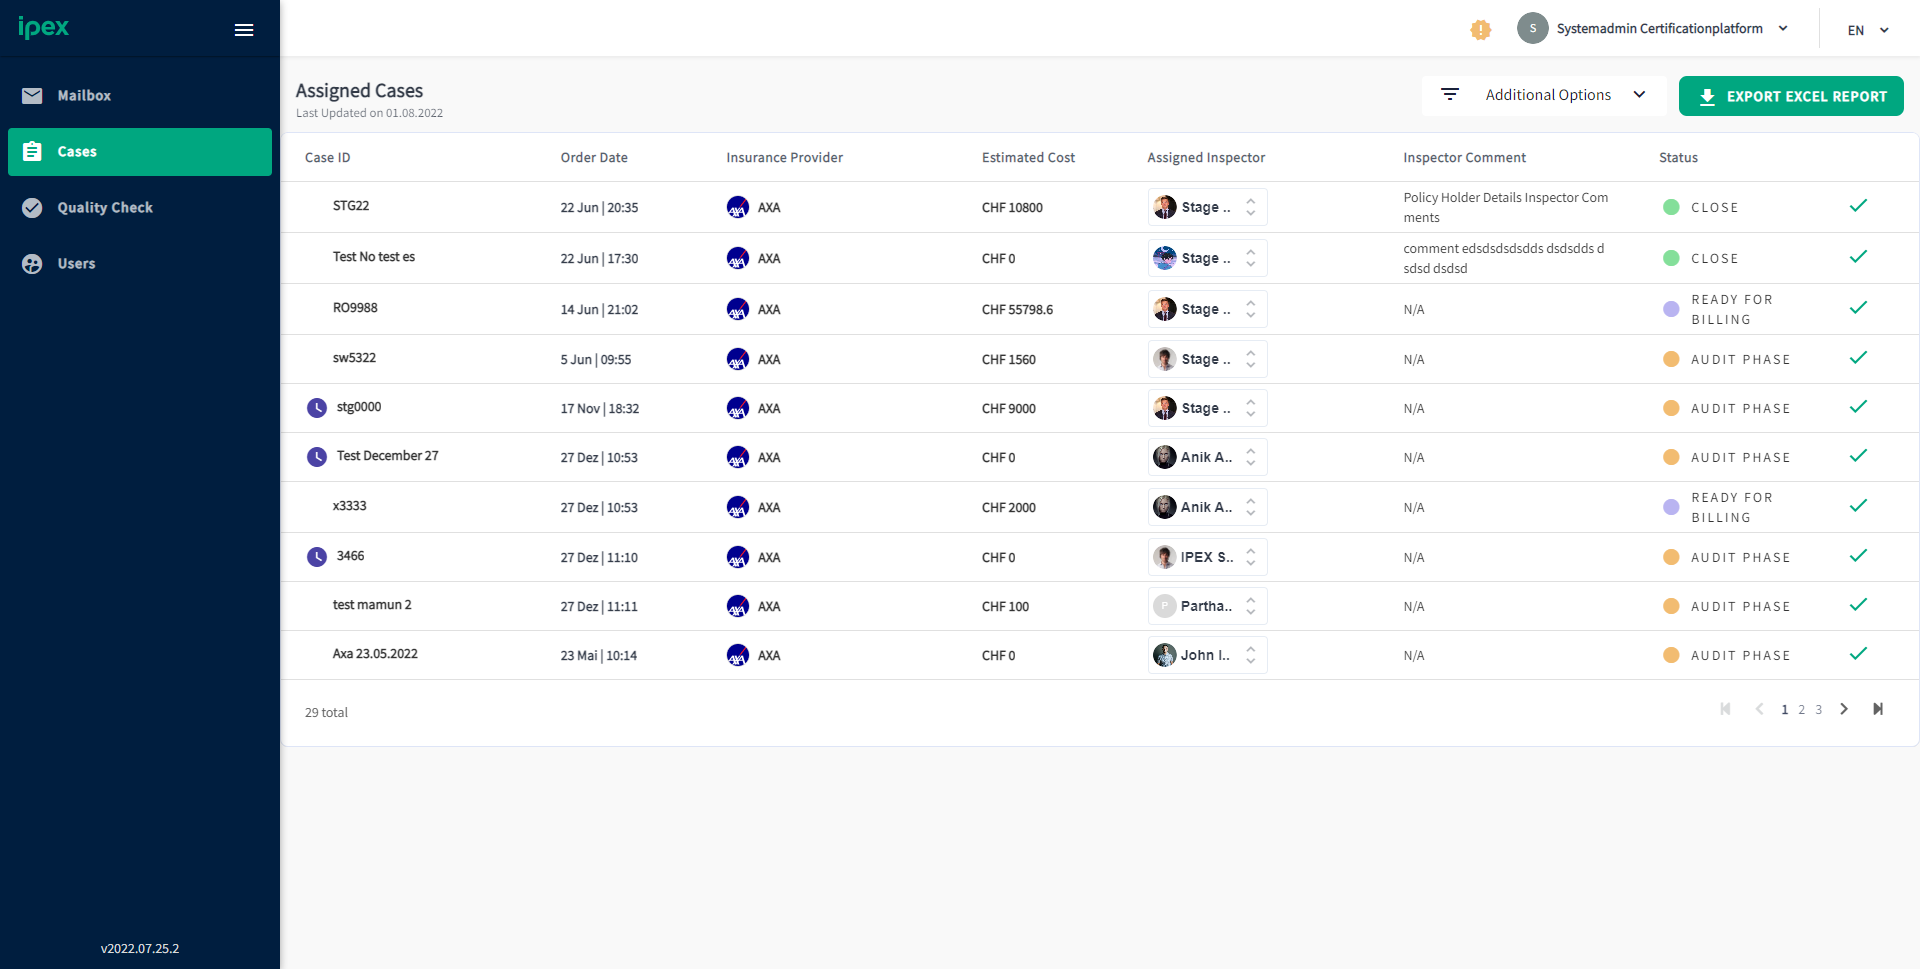 ipex
S
Systemadmin Certificationplatform
EN
Mailbox
Cases
Quality Check
Users
Assigned Cases
Last Updated on 01.08.2022
Additional Options
EXPORT EXCEL REPORT
Case ID Order Date Insurance Provider Estimated Cost Assigned Inspector Inspector Comment Status
STG22 22 Jun | 20:35 AXA CHF 10800 Stage .. Policy Holder Details Inspector Com
ments CLOSE
Test No test es 22 Jun | 17:30 AXA CHF 0 Stage .. comment edsdsdsdsdds dsdsdds d
sdsd dsdsd CLOSE
RO9988 14 Jun | 21:02 AXA CHF 55798.6 Stage .. N/A READY FOR
BILLING
sw5322 5 Jun | 09:55 AXA CHF 1560 Stage .. N/A AUDIT PHASE
stg0000 17 Nov | 18:32 AXA CHF 9000 Stage .. N/A AUDIT PHASE
Test December 27 27 Dez | 10:53 AXA CHF 0 Anik A.. N/A AUDIT PHASE
x3333 27 Dez | 10:53 AXA CHF 2000 Anik A.. N/A READY FOR
BILLING
3466 27 Dez | 11:10 AXA CHF 0 IPEX S.. N/A AUDIT PHASE
test mamun 2 27 Dez | 11:11 AXA CHF 100 P Partha.. N/A AUDIT PHASE
Axa 23.05.2022 23 Mai | 10:14 AXA CHF 0 John I.. N/A AUDIT PHASE
29 total
1 2 3
v2022.07.25.2